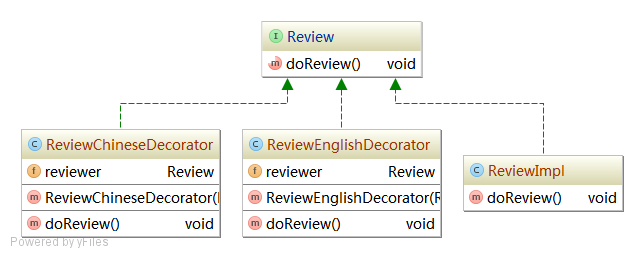 I Review
m doReview() void
C ReviewChineseDecorator
f reviewer Review
m ReviewChineseDecorator(
m doReview() void
C ReviewEnglishDecorator
f reviewer Review
m ReviewEnglishDecorator(R
m doReview() void
C ReviewImpl
m doReview() void
Powered by yFiles